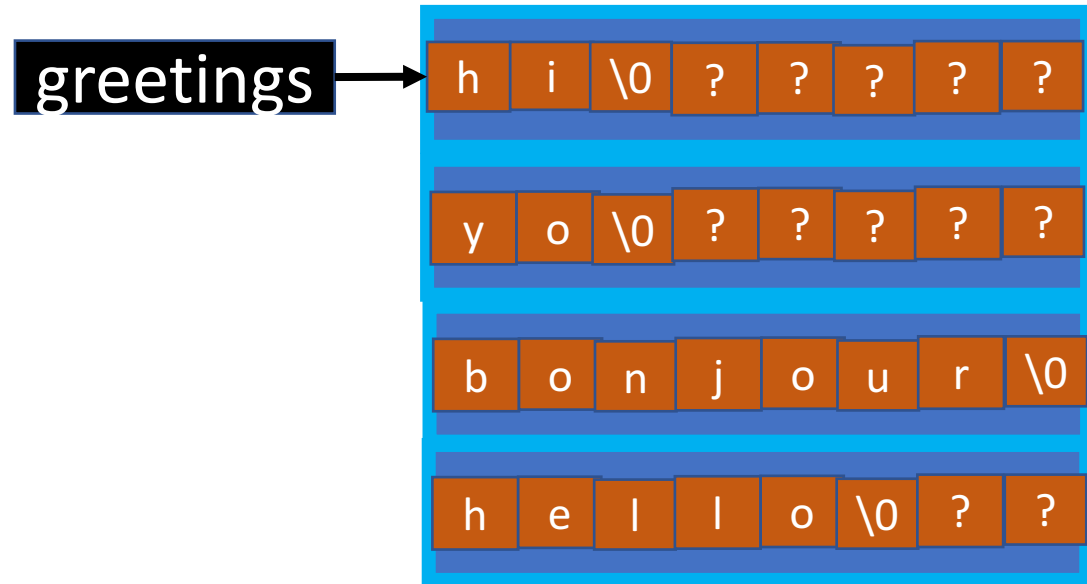 greetings h i \0 ? ? ? ? ?
y o \0 ? ? ? ? ?
b o n j o u r \0
h e l l o \0 ? ?